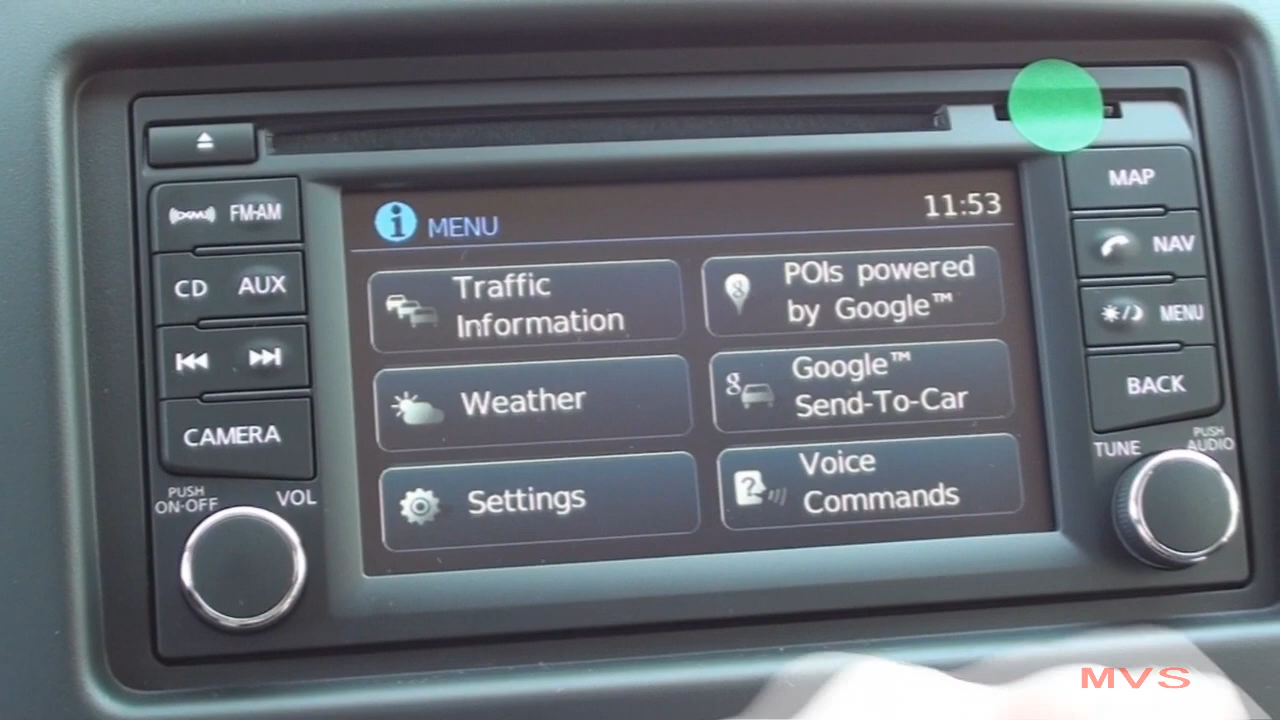 MAP
(XM) FM-AM
NAV
CD AUX
MENU
BACK
CAMERA
PUSH
ON·OFF
VOL
TUNE
PUSH
AUDIO
i MENU
11:53
Traffic
Information
POIs powered
by Google™
Weather
Google™
Send-To-Car
Settings
Voice
Commands
MVS